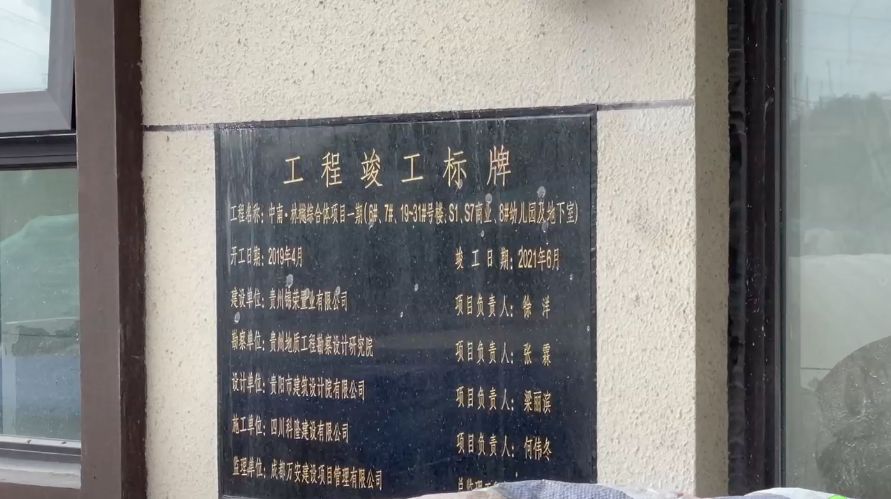 工程竣工标牌
工程名称：中南·林樾综合体项目一期(6#、7#、19-31#号楼、S1、S7商业、8#幼儿园及地下室)
开工日期：2019年4月 竣工日期：2021年6月
建设单位：贵州锦荣置业有限公司 项目负责人：徐洋
勘察单位：贵州地质工程勘察设计研究院 项目负责人：张霖
设计单位：贵阳市建筑设计院有限公司 项目负责人：梁丽滨
施工单位：四川科隆建设有限公司 项目负责人：何伟冬
监理单位：成都万安建设项目管理有限公司